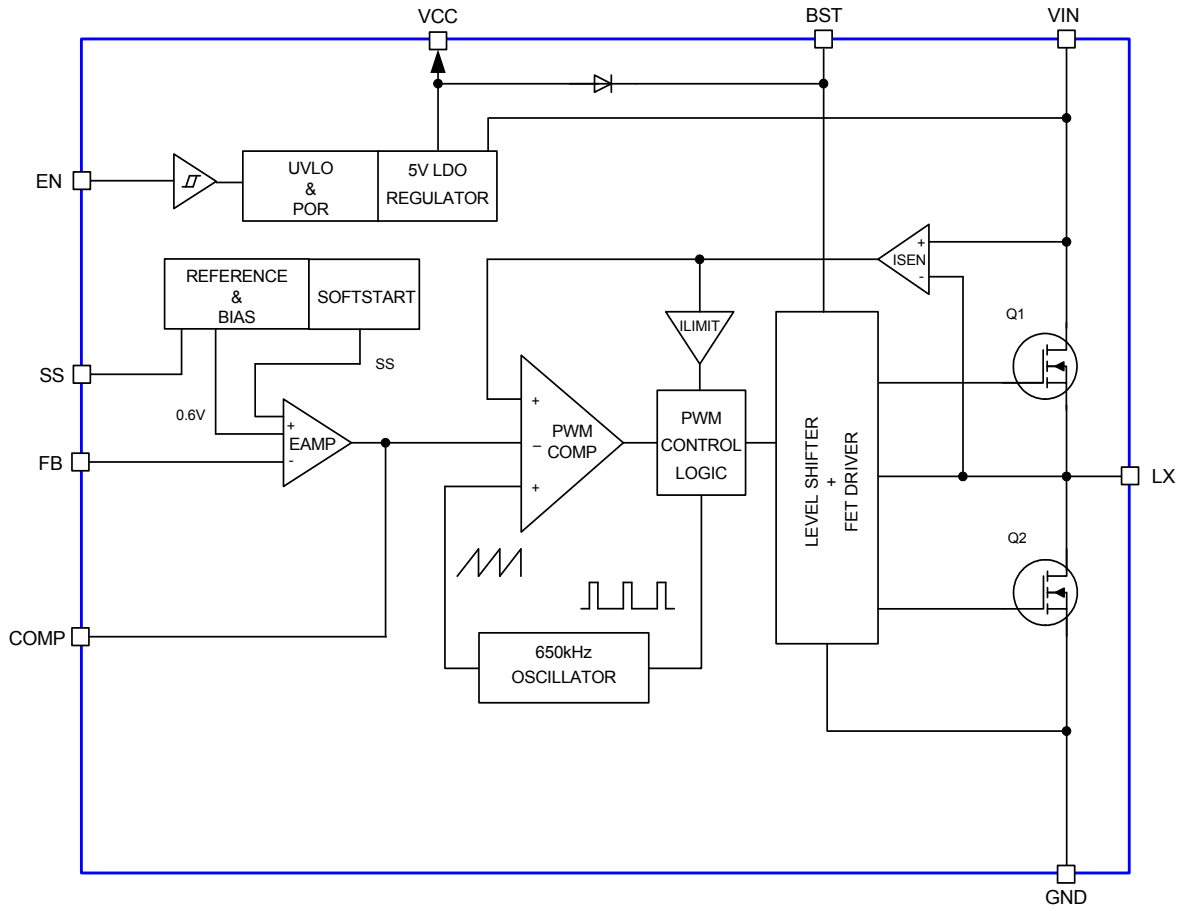 VCC
BST
VIN
EN
UVLO
&
POR
5V LDO
REGULATOR
REFERENCE
&
BIAS
SOFTSTART
+
ISEN
-
Q1
ILIMIT
SS
SS
0.6V
+
EAMP
-
FB
+
–
+
PWM
COMP
PWM
CONTROL
LOGIC
LEVEL SHIFTER
+
FET DRIVER
LX
Q2
COMP
650kHz
OSCILLATOR
GND